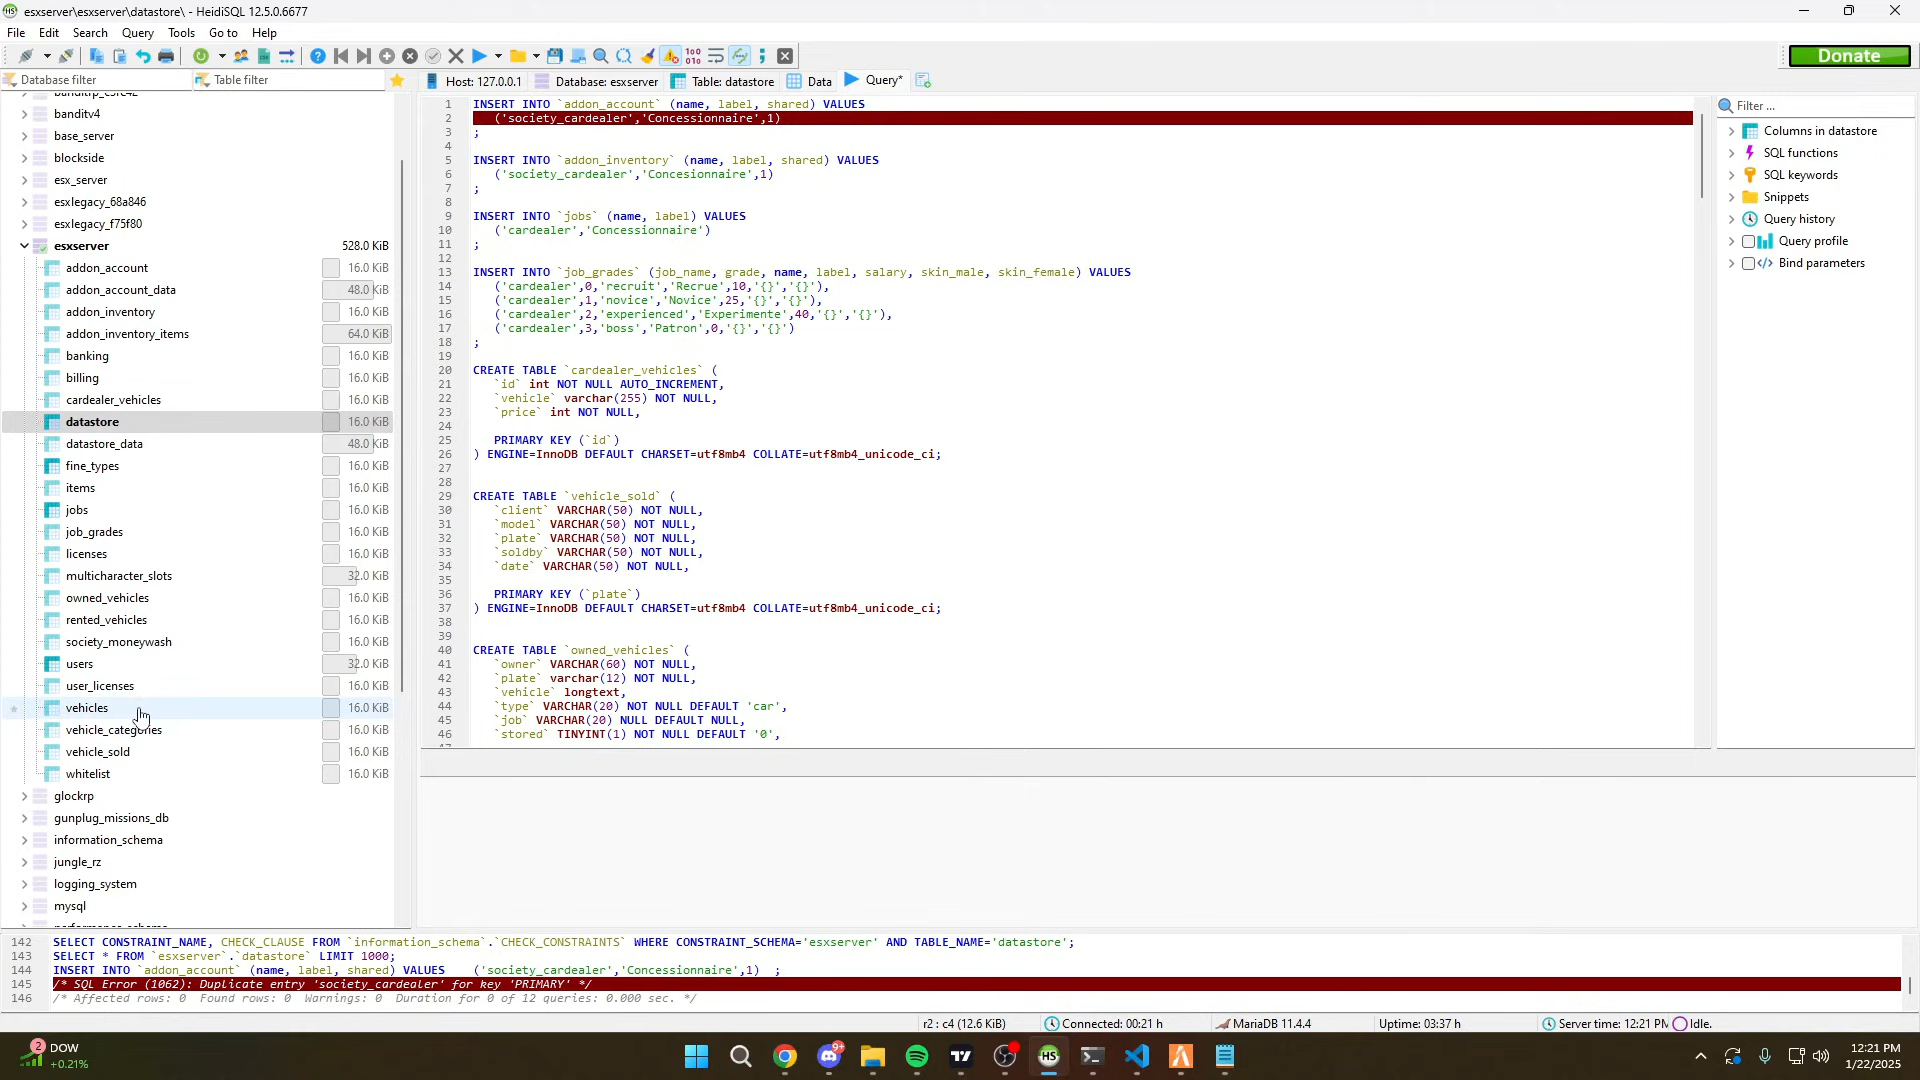 esxserver\esxserver\datastore\ - HeidiSQL 12.5.0.6677
File Edit Search Query Tools Go to Help
Donate
Database filter
Table filter
Host: 127.0.0.1
Database: esxserver
Table: datastore
Data
Query*
banditv4
base_server
blockside
esx_server
esxlegacy_68a846
esxlegacy_f75f80
esxserver 528.0 KiB
addon_account 16.0 KiB
addon_account_data 48.0 KiB
addon_inventory 16.0 KiB
addon_inventory_items 64.0 KiB
banking 16.0 KiB
billing 16.0 KiB
cardealer_vehicles 16.0 KiB
datastore 16.0 KiB
datastore_data 48.0 KiB
fine_types 16.0 KiB
items 16.0 KiB
jobs 16.0 KiB
job_grades 16.0 KiB
licenses 16.0 KiB
multicharacter_slots 32.0 KiB
owned_vehicles 16.0 KiB
rented_vehicles 16.0 KiB
society_moneywash 16.0 KiB
users 32.0 KiB
user_licenses 16.0 KiB
vehicles 16.0 KiB
vehicle_categories 16.0 KiB
vehicle_sold 16.0 KiB
whitelist 16.0 KiB
glockrp
gunplug_missions_db
information_schema
jungle_rz
logging_system
mysql
1 INSERT INTO `addon_account` (name, label, shared) VALUES
2 ('society_cardealer','Concessionnaire',1)
3 ;
4
5 INSERT INTO `addon_inventory` (name, label, shared) VALUES
6 ('society_cardealer','Concesionnaire',1)
7 ;
8
9 INSERT INTO `jobs` (name, label) VALUES
10 ('cardealer','Concessionnaire')
11 ;
12
13 INSERT INTO `job_grades` (job_name, grade, name, label, salary, skin_male, skin_female) VALUES
14 ('cardealer',0,'recruit','Recrue',10,'{}','{}'),
15 ('cardealer',1,'novice','Novice',25,'{}','{}'),
16 ('cardealer',2,'experienced','Experimente',40,'{}','{}'),
17 ('cardealer',3,'boss','Patron',0,'{}','{}')
18 ;
19
20 CREATE TABLE `cardealer_vehicles` (
21 `id` int NOT NULL AUTO_INCREMENT,
22 `vehicle` varchar(255) NOT NULL,
23 `price` int NOT NULL,
24
25 PRIMARY KEY (`id`)
26 ) ENGINE=InnoDB DEFAULT CHARSET=utf8mb4 COLLATE=utf8mb4_unicode_ci;
27
28
29 CREATE TABLE `vehicle_sold` (
30 `client` VARCHAR(50) NOT NULL,
31 `model` VARCHAR(50) NOT NULL,
32 `plate` VARCHAR(50) NOT NULL,
33 `soldby` VARCHAR(50) NOT NULL,
34 `date` VARCHAR(50) NOT NULL,
35
36 PRIMARY KEY (`plate`)
37 ) ENGINE=InnoDB DEFAULT CHARSET=utf8mb4 COLLATE=utf8mb4_unicode_ci;
38
39
40 CREATE TABLE `owned_vehicles` (
41 `owner` VARCHAR(60) NOT NULL,
42 `plate` varchar(12) NOT NULL,
43 `vehicle` longtext,
44 `type` VARCHAR(20) NOT NULL DEFAULT 'car',
45 `job` VARCHAR(20) NULL DEFAULT NULL,
46 `stored` TINYINT(1) NOT NULL DEFAULT '0',
Filter ...
Columns in datastore
SQL functions
SQL keywords
Snippets
Query history
Query profile
Bind parameters
142 SELECT CONSTRAINT_NAME, CHECK_CLAUSE FROM `information_schema`.`CHECK_CONSTRAINTS` WHERE CONSTRAINT_SCHEMA='esxserver' AND TABLE_NAME='datastore';
143 SELECT * FROM `esxserver`.`datastore` LIMIT 1000;
144 INSERT INTO `addon_account` (name, label, shared) VALUES ('society_cardealer','Concessionnaire',1) ;
145 /* SQL Error (1062): Duplicate entry 'society_cardealer' for key 'PRIMARY' */
146 /* Affected rows: 0 Found rows: 0 Warnings: 0 Duration for 0 of 12 queries: 0.000 sec. */
r2 : c4 (12.6 KiB) Connected: 00:21 h MariaDB 11.4.4 Uptime: 03:37 h Server time: 12:21 PM Idle.
2
DOW
+0.21%
9+
HS
12:21 PM
1/22/2025